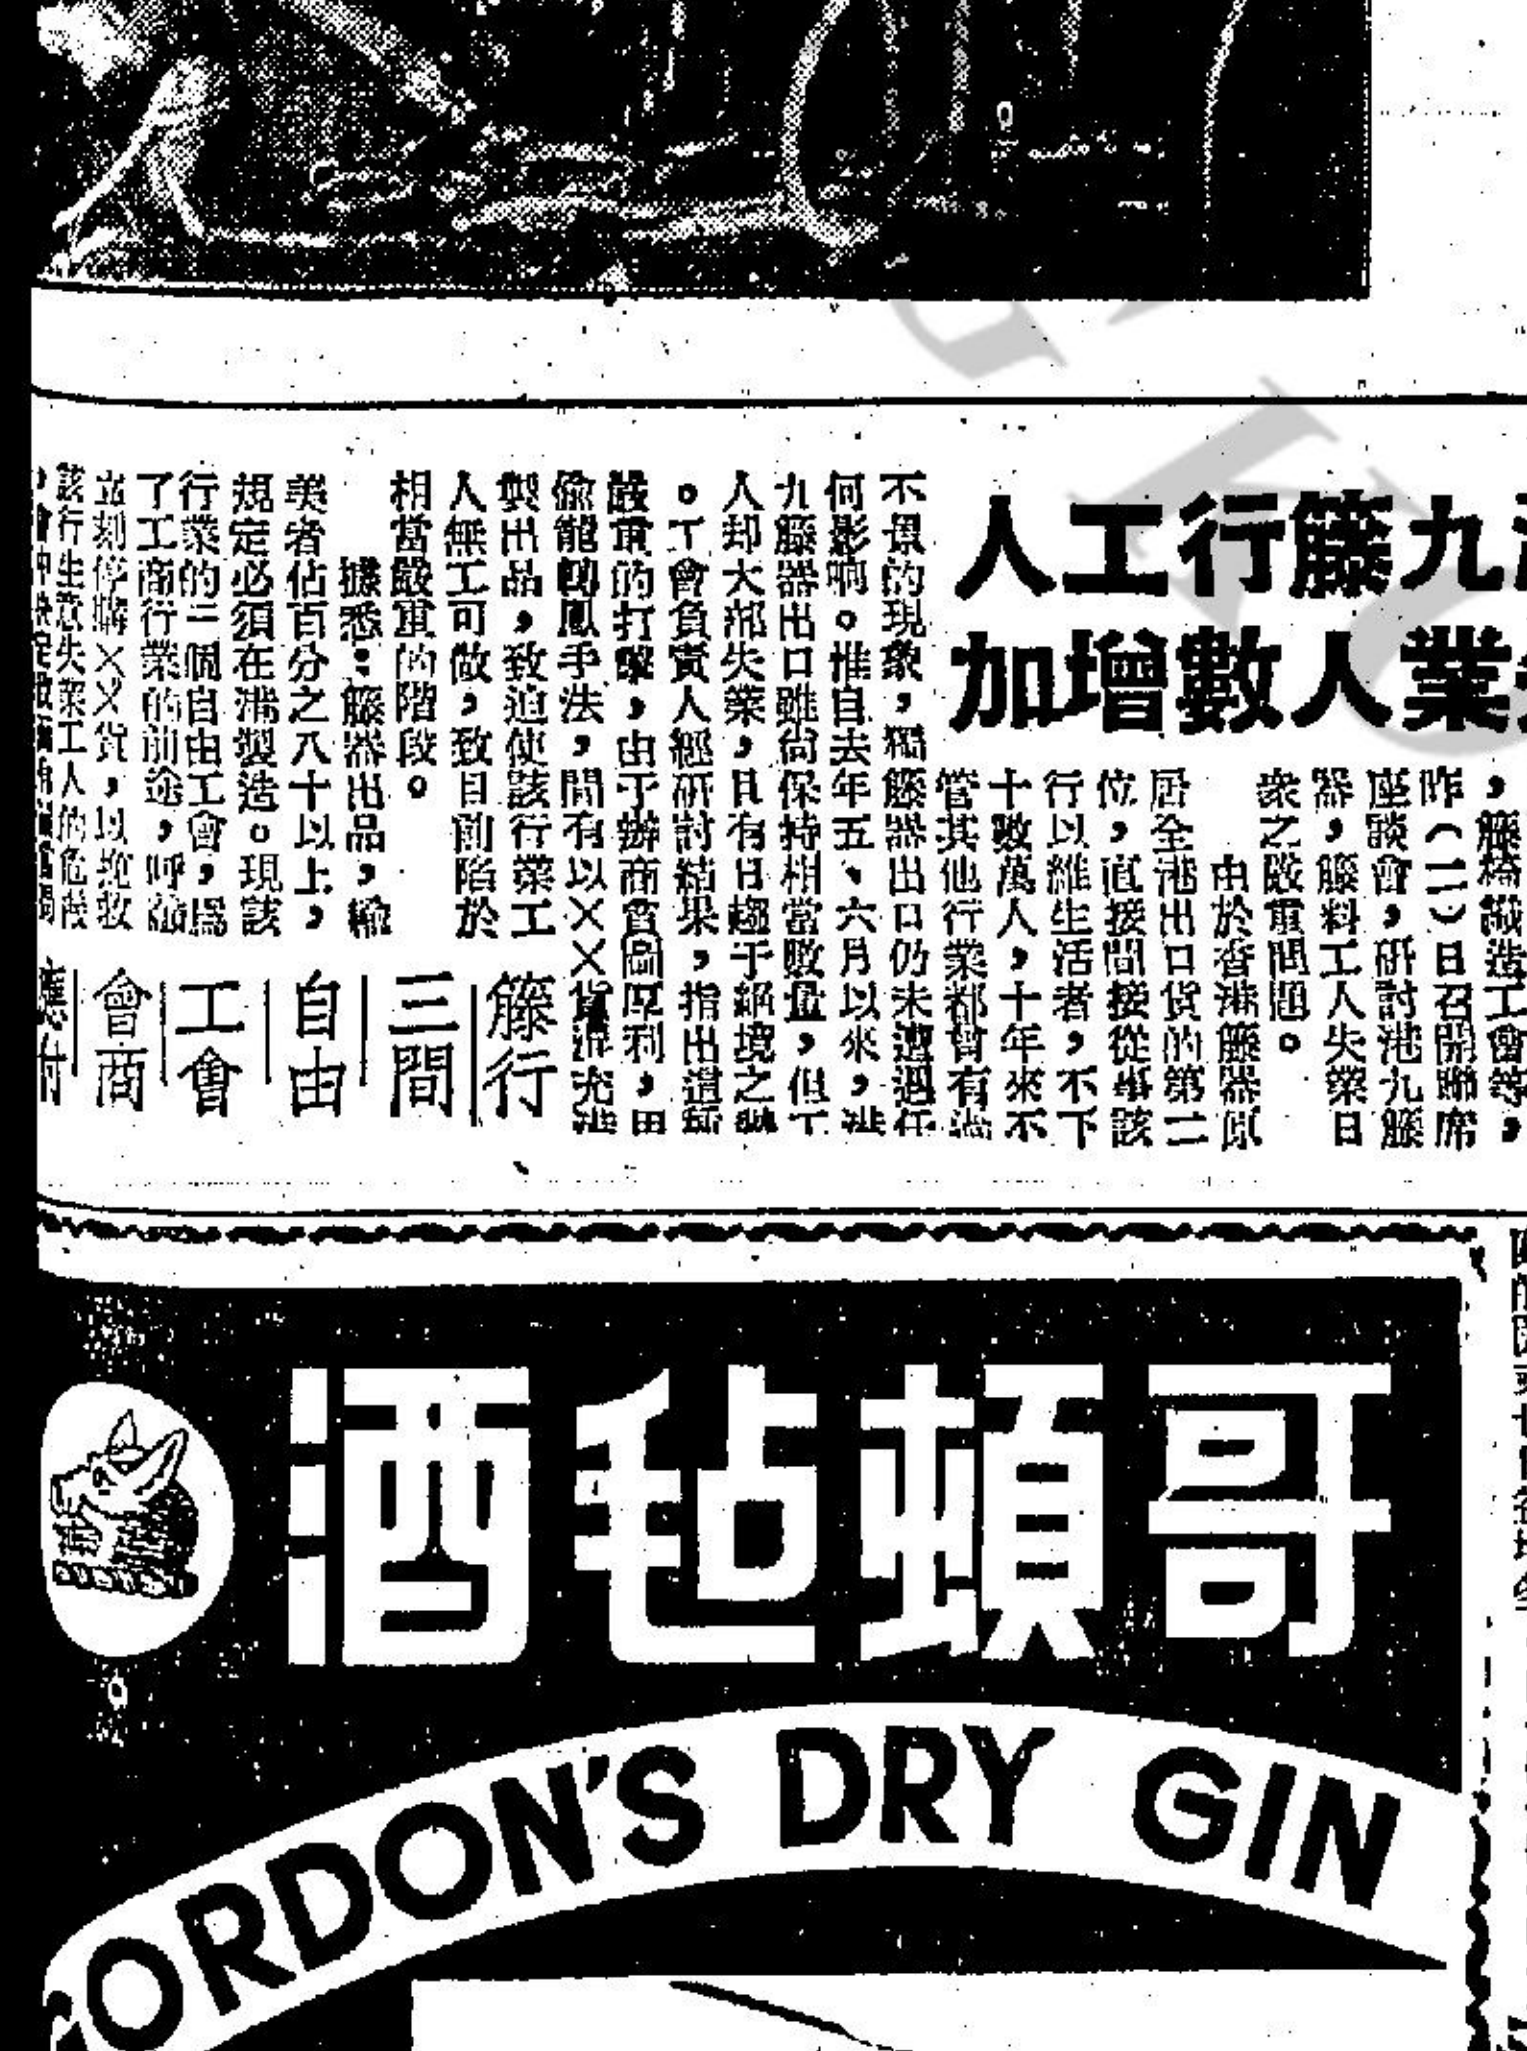 九籐行工人
業人數增加
，籐椅織造工會等，
昨（二）日召開聯席
座談會，研討港九籐
器，籐料工人失業日
衆之嚴重問題。
由於香港籐器原
居全港出口貨的第二
位，直接間接從事該
行以維生活者，不下
十數萬人，十年來不
管其他行業都曾有
不景的現象，獨籐器出口仍未遭遇任
何影响。惟自去年五、六月以來，港
九籐器出口雖尚保持相當數量，但工
人却大部失業，且有日趨于絕境之
。工會負責人經研討結果，指出這
嚴重的打擊，由于辦商貪圖厚利，用
偷龍轉鳳手法，間有以××貨混充港
製出品，致迫使該行業工
人無工可做，致目前陷於
相當嚴重的階段。
據悉：籐器出品，輸
美者佔百分之八十以上，
規定必須在港製造。現該
行業的三個自由工會，爲
了工商行業的前途，呼籲
立刻停購××貨，以挽救
該行生意失業工人的危機
籐行
三間
自由
工會
會商
應付
哥頓毡酒
GORDON'S DRY GIN